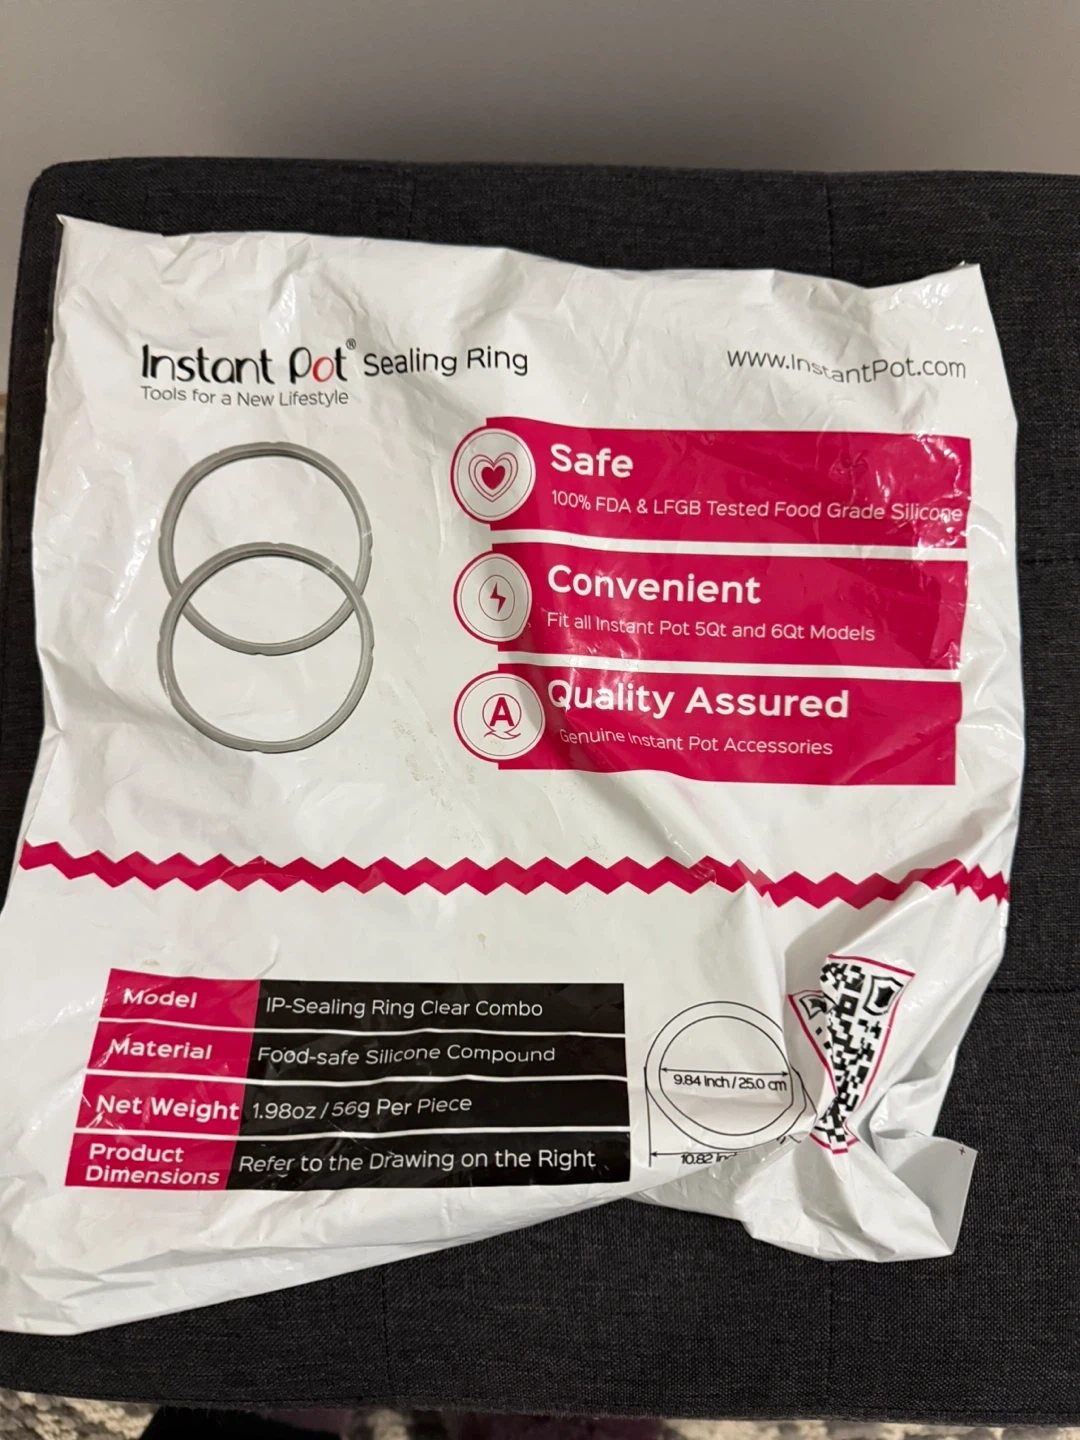 Instant Pot® Sealing Ring
Tools for a New Lifestyle
www.InstantPot.com
Safe
100% FDA & LFGB Tested Food Grade Silicone
Convenient
Fit all Instant Pot 5Qt and 6Qt Models
A
Quality Assured
Genuine Instant Pot Accessories
Model IP-Sealing Ring Clear Combo
Material Food-safe Silicone Compound
Net Weight 1.98oz / 56g Per Piece
Product Dimensions Refer to the Drawing on the Right
9.84 Inch / 25.0 cm
10.82